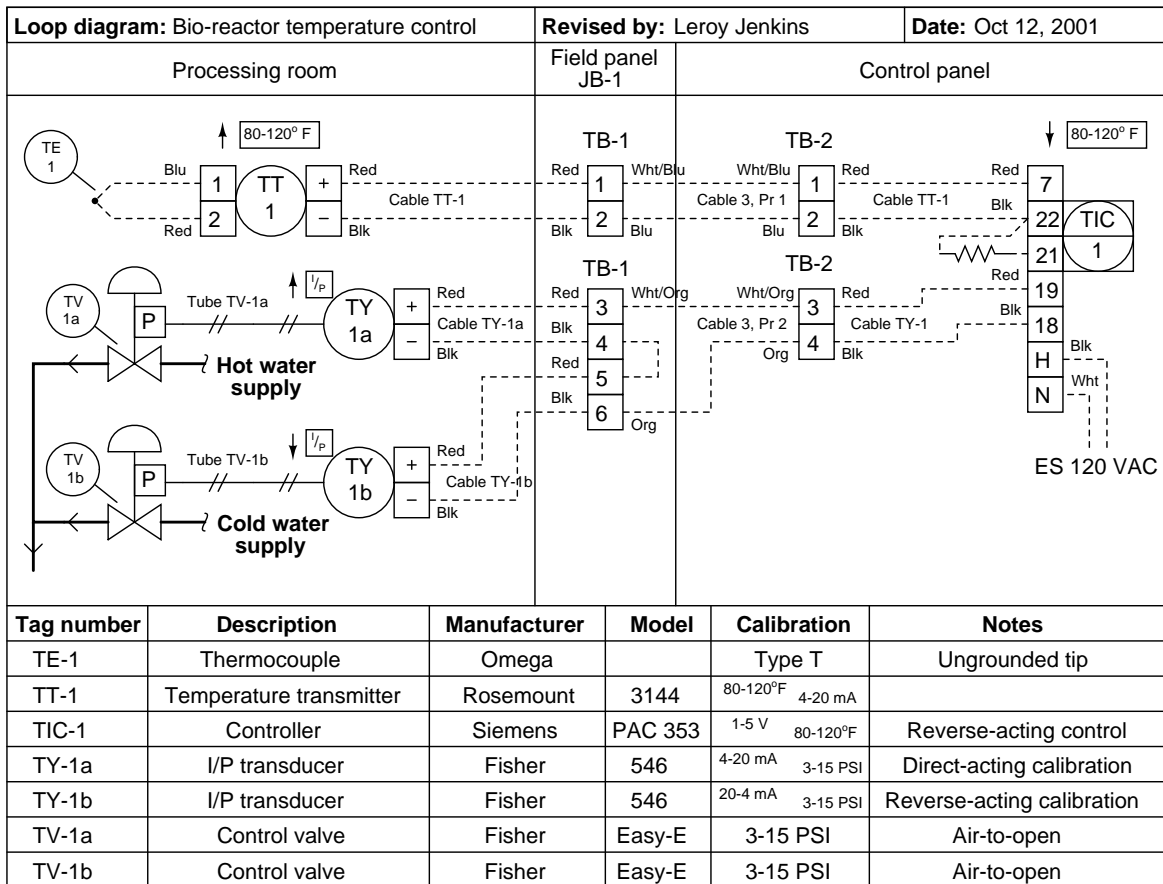 Loop diagram: Bio-reactor temperature control
Revised by: Leroy Jenkins
Date: Oct 12, 2001
Processing room
Field panel
JB-1
Control panel
TE
1
80-120° F
Blu
Red
1
2
TT
1
+
–
Red
Blk
Cable TT-1
TB-1
Red
Blk
1
2
Wht/Blu
Blu
Cable 3, Pr 1
TB-2
Wht/Blu
Blu
1
2
Red
Blk
Cable TT-1
80-120° F
Red
Blk
7
22
21
TIC
1
Red
19
Blk
18
H
Blk
N
Wht
ES 120 VAC
TV
1a
P
Tube TV-1a
I/P
TY
1a
+
–
Red
Blk
Cable TY-1a
TB-1
Red
Blk
Red
Blk
3
4
5
6
Wht/Org
Org
Cable 3, Pr 2
TB-2
Wht/Org
Org
3
4
Red
Blk
Cable TY-1
Hot water
supply
TV
1b
P
Tube TV-1b
I/P
TY
1b
+
–
Red
Blk
Cable TY-1b
Cold water
supply
Tag number Description Manufacturer Model Calibration Notes
TE-1 Thermocouple Omega Type T Ungrounded tip
TT-1 Temperature transmitter Rosemount 3144 80-120°F 4-20 mA
TIC-1 Controller Siemens PAC 353 1-5 V 80-120°F Reverse-acting control
TY-1a I/P transducer Fisher 546 4-20 mA 3-15 PSI Direct-acting calibration
TY-1b I/P transducer Fisher 546 20-4 mA 3-15 PSI Reverse-acting calibration
TV-1a Control valve Fisher Easy-E 3-15 PSI Air-to-open
TV-1b Control valve Fisher Easy-E 3-15 PSI Air-to-open